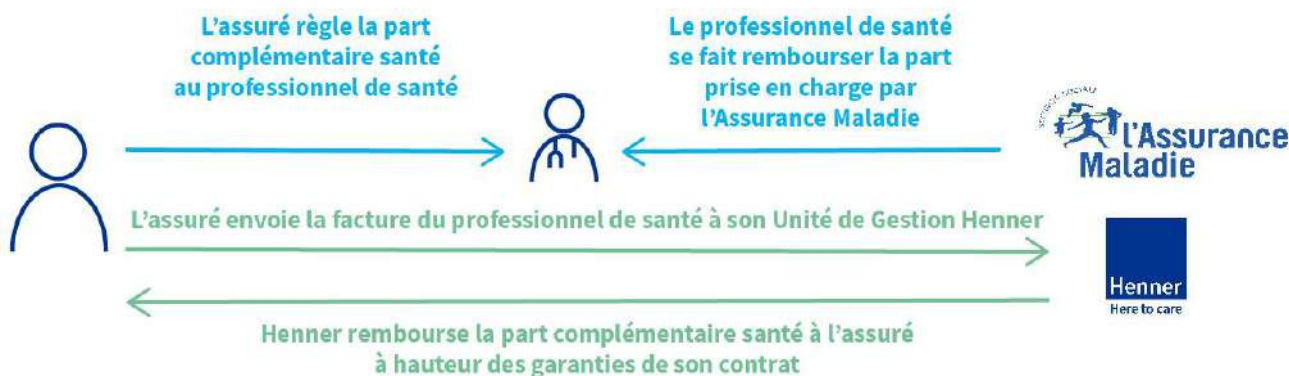 L'assuré règle la part
complémentaire santé
au professionnel de santé
Le professionnel de santé
se fait rembourser la part
prise en charge par
l'Assurance Maladie
l'Assurance
Maladie
L'assuré envoie la facture du professionnel de santé à son Unité de Gestion Henner
Henner
Here to care
Henner rembourse la part complémentaire santé à l'assuré
à hauteur des garanties de son contrat